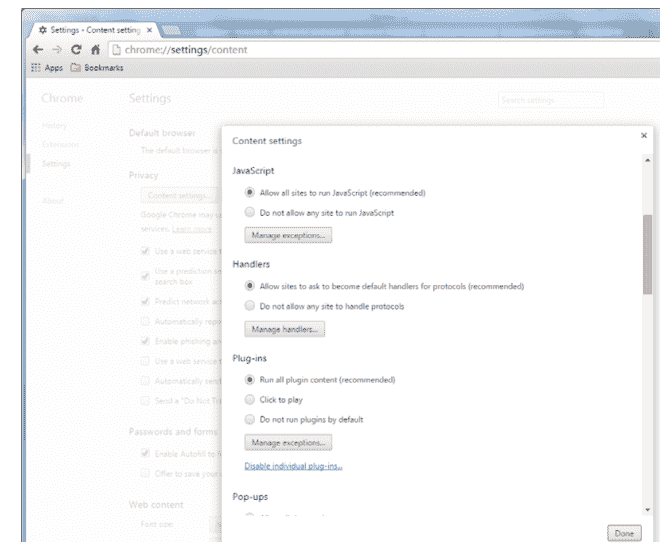 Settings - Content setting
chrome://settings/content
Apps Bookmarks
Chrome
Settings
Search settings
History
Extensions
Settings
About
Default browser
The default browser is
Privacy
Content settings...
Google Chrome may u
services. Learn more
Use a web service t
Use a prediction se
search box
Predict network act
Automatically repo
Enable phishing an
Use a web service t
Automatically send
Send a "Do Not Tr
Passwords and forms
Enable Autofill to
Offer to save your
Web content
Font size:
Content settings
JavaScript
Allow all sites to run JavaScript (recommended)
Do not allow any site to run JavaScript
Manage exceptions...
Handlers
Allow sites to ask to become default handlers for protocols (recommended)
Do not allow any site to handle protocols
Manage handlers...
Plug-ins
Run all plugin content (recommended)
Click to play
Do not run plugins by default
Manage exceptions...
Disable individual plug-ins...
Pop-ups
Done